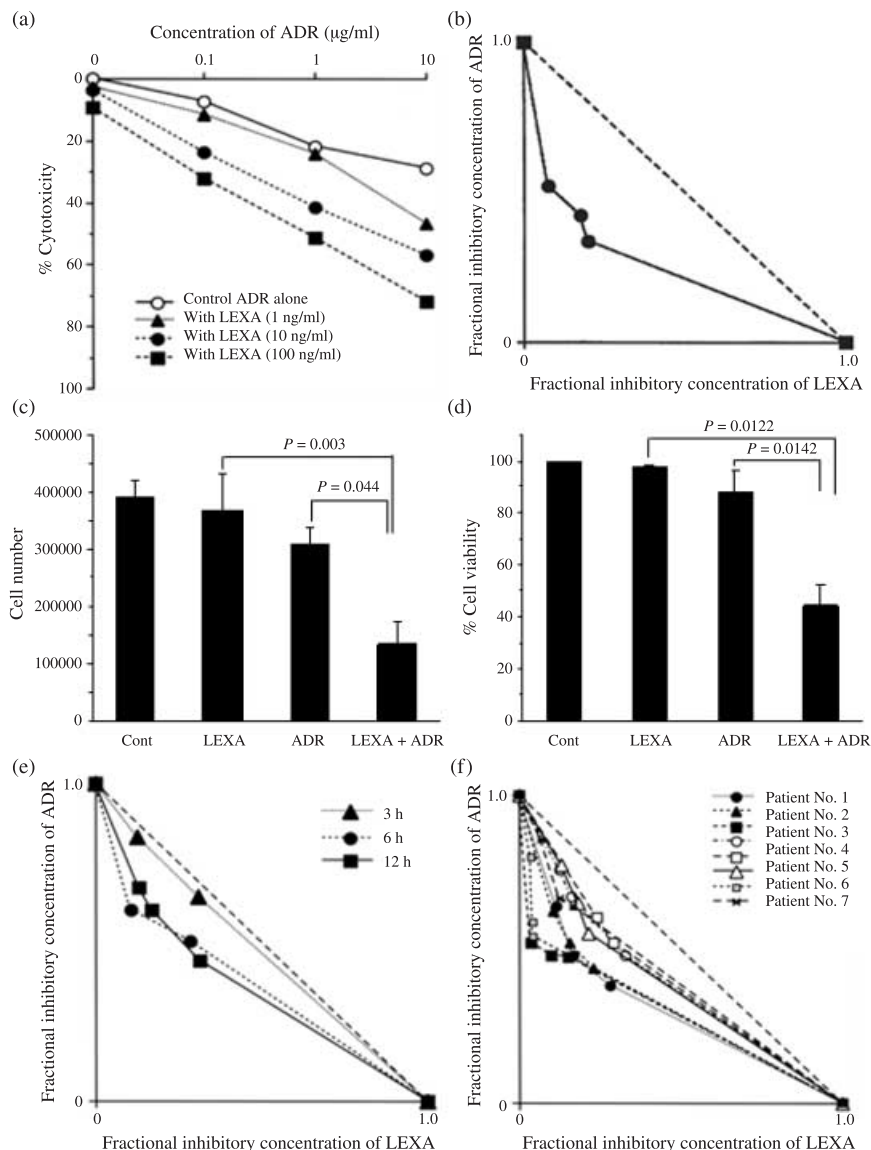 (a)
Concentration of ADR (μg/ml)
0 0.1 1 10
0
20
40
60
80
100
% Cytotoxicity
Control ADR alone
With LEXA (1 ng/ml)
With LEXA (10 ng/ml)
With LEXA (100 ng/ml)
(b)
1.0
0
Fractional inhibitory concentration of ADR
0 1.0
Fractional inhibitory concentration of LEXA
(c)
500000
400000
300000
200000
100000
0
Cell number
P = 0.003
P = 0.044
Cont LEXA ADR LEXA + ADR
(d)
100
80
60
40
20
0
% Cell viability
P = 0.0122
P = 0.0142
Cont LEXA ADR LEXA + ADR
(e)
1.0
0
Fractional inhibitory concentration of ADR
3 h
6 h
12 h
0 1.0
Fractional inhibitory concentration of LEXA
(f)
1.0
0
Fractional inhibitory concentration of ADR
Patient No. 1
Patient No. 2
Patient No. 3
Patient No. 4
Patient No. 5
Patient No. 6
Patient No. 7
0 1.0
Fractional inhibitory concentration of LEXA